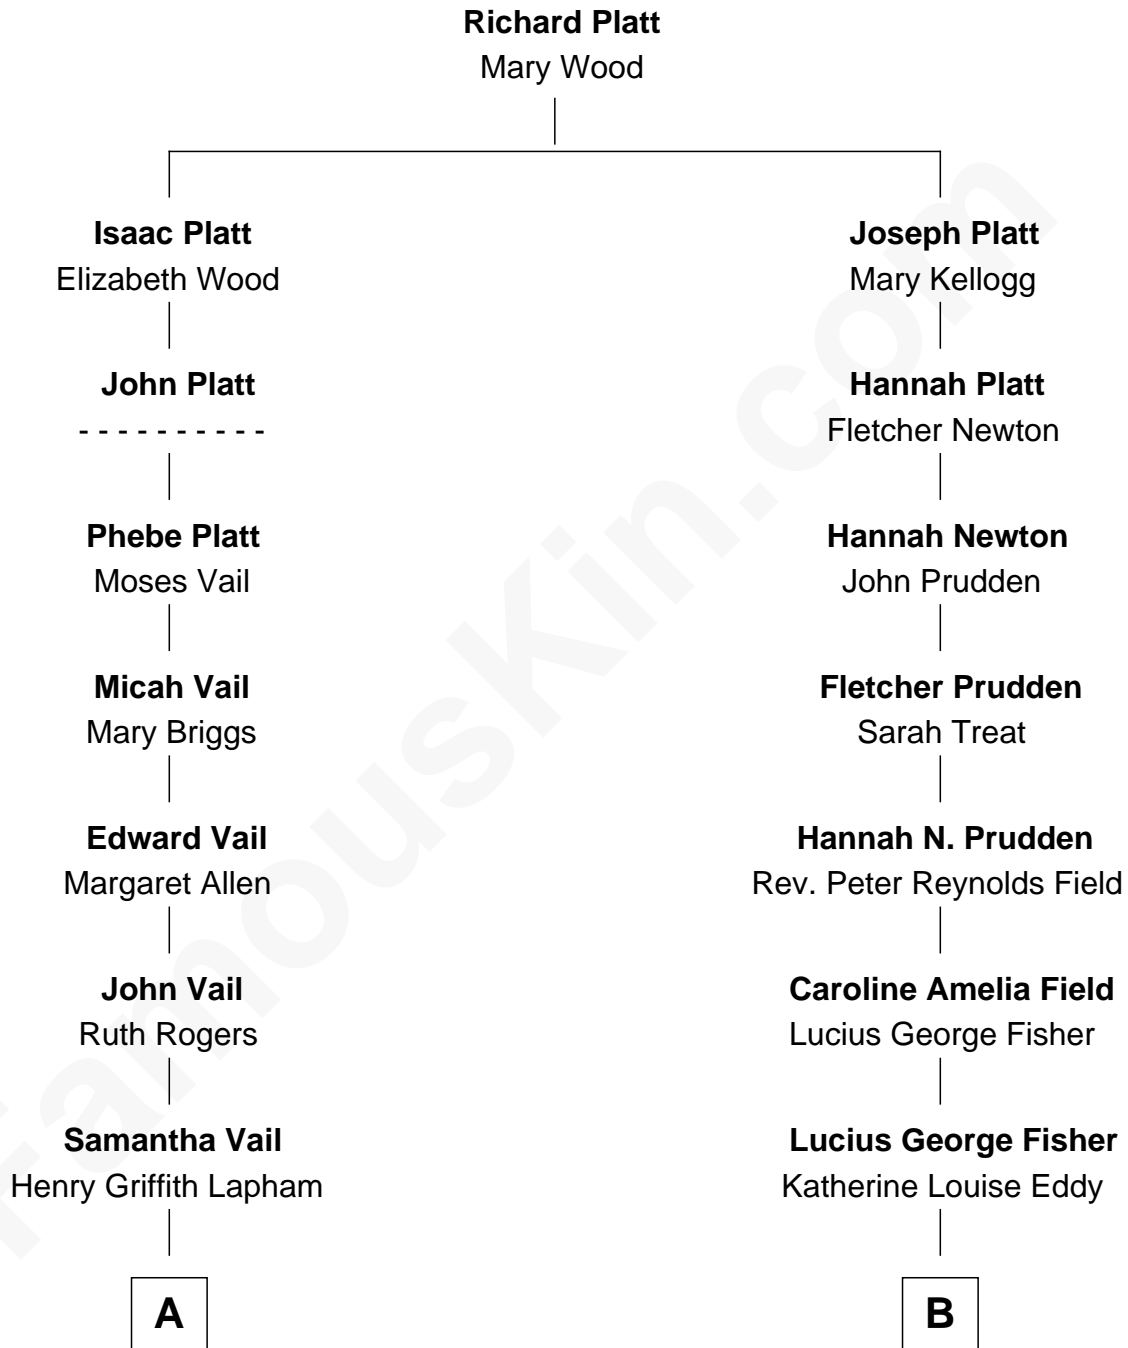 Richard Platt
Mary Wood
Isaac Platt
Elizabeth Wood
John Platt
- - - - - - - - - -
Phebe Platt
Moses Vail
Micah Vail
Mary Briggs
Edward Vail
Margaret Allen
John Vail
Ruth Rogers
Samantha Vail
Henry Griffith Lapham
A
Joseph Platt
Mary Kellogg
Hannah Platt
Fletcher Newton
Hannah Newton
John Prudden
Fletcher Prudden
Sarah Treat
Hannah N. Prudden
Rev. Peter Reynolds Field
Caroline Amelia Field
Lucius George Fisher
Lucius George Fisher
Katherine Louise Eddy
B
FamousKin.com